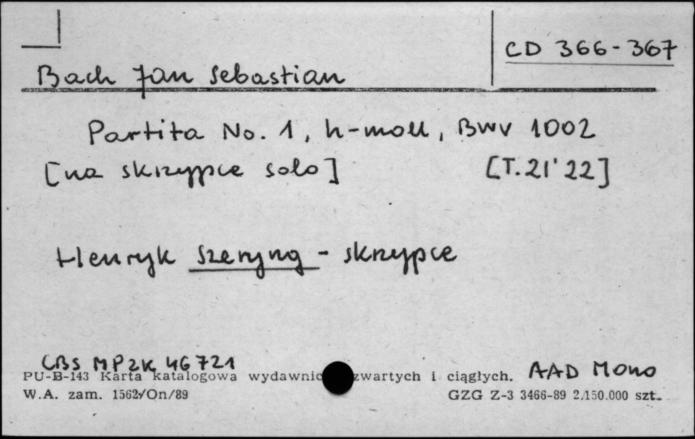 CD 366-367
Bach Jan Sebastian
Partita No. 1, h-moll, BWV 1002
[na skrzypce solo] [T.21'22]
Henryk Szeryng - skrzypce
CBS MP2K 46721
AAD Mono
PU-B-143 Karta katalogowa wydawnic zwartych i ciągłych.
W.A. zam. 1562/On/89 GZG Z-3 3466-89 2.150.000 szt.